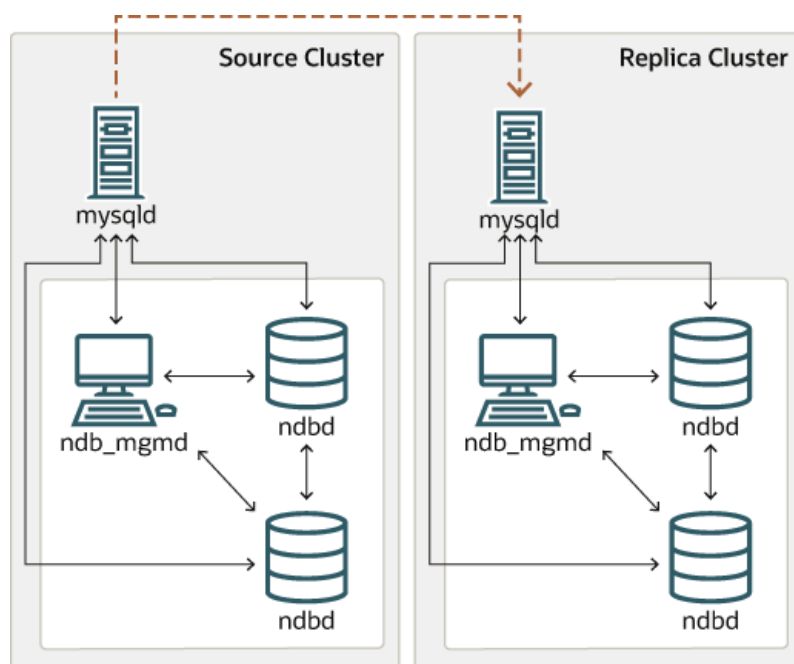 Source Cluster
mysqld
ndb_mgmd
ndbd
ndbd
Replica Cluster
mysqld
ndb_mgmd
ndbd
ndbd